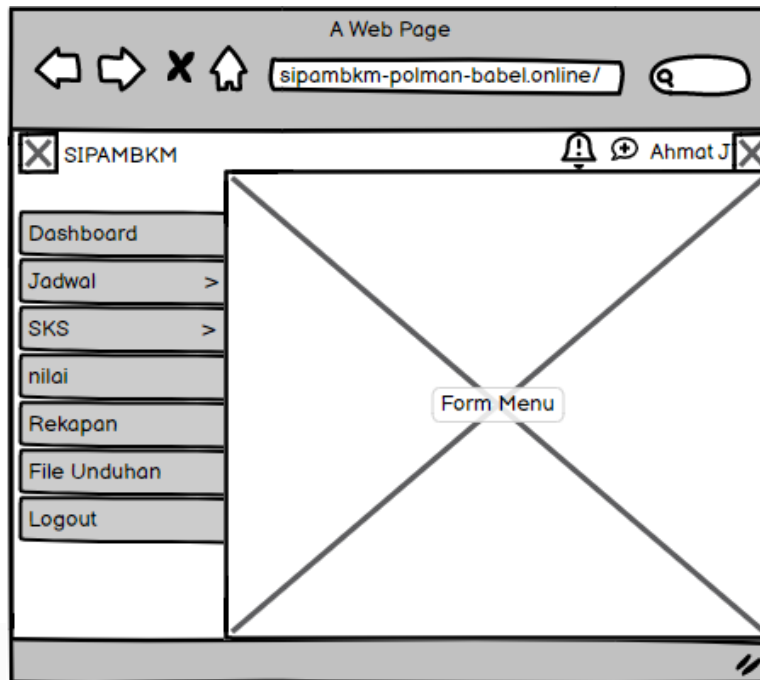 A Web Page
sipambkm-polman-babel.online/
SIPAMBKM
Ahmat J
Dashboard
Jadwal >
SKS >
nilai
Rekapan
File Unduhan
Logout
Form Menu